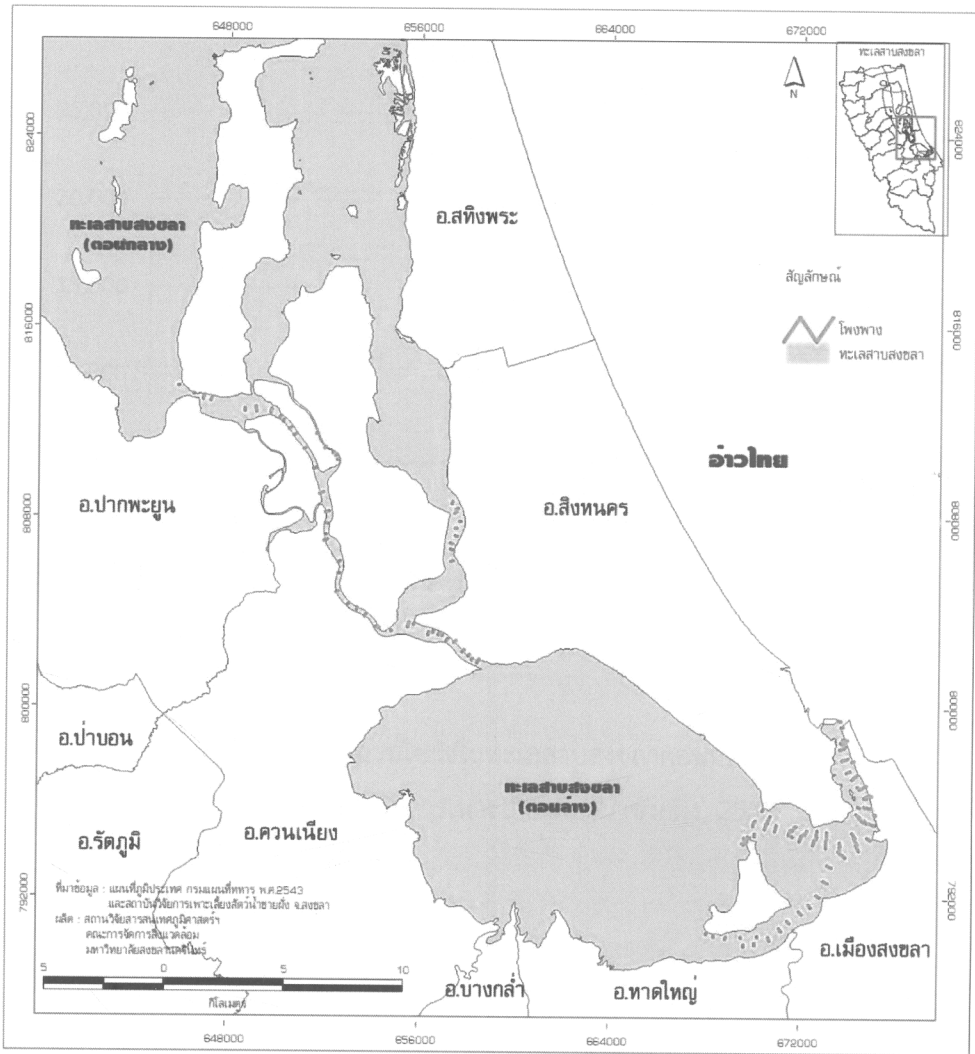 648000
656000
664000
672000
ทะเลสาบสงขลา
N
824000
824000
อ.สทิงพระ
ทะเลสาบสงขลา
(ตอนกลาง)
สัญลักษณ์
โพงพาง
ทะเลสาบสงขลา
816000
816000
อ่าวไทย
อ.ปากพะยูน
อ.สิงหนคร
808000
808000
800000
800000
อ.ป่าบอน
ทะเลสาบสงขลา
(ตอนล่าง)
อ.รัตภูมิ
อ.ควนเนียง
792000
792000
ที่มาข้อมูล : แผนที่ภูมิประเทศ กรมแผนที่ทหาร พ.ศ.2543
และสถาบันวิจัยการเพาะเลี้ยงสัตว์น้ำชายฝั่ง จ.สงขลา
ผลิต : สถานวิจัยสารสนเทศภูมิศาสตร์ฯ
คณะการจัดการสิ่งแวดล้อม
มหาวิทยาลัยสงขลานครินทร์
อ.เมืองสงขลา
5 0 5 10
กิโลเมตร
อ.บางกล่ำ
อ.หาดใหญ่
648000
656000
664000
672000